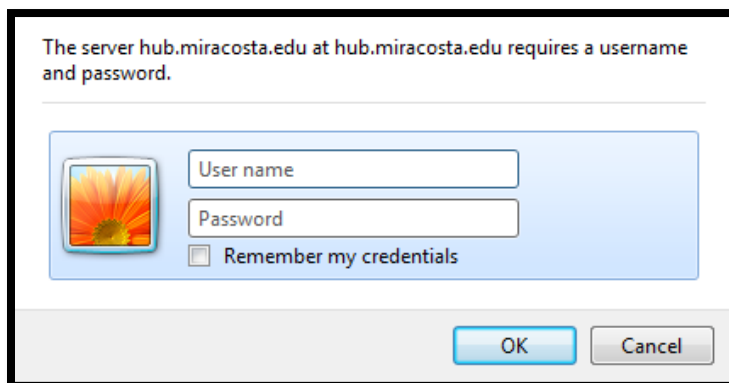 The server hub.miracosta.edu at hub.miracosta.edu requires a username
and password.
User name
Password
Remember my credentials
OK
Cancel